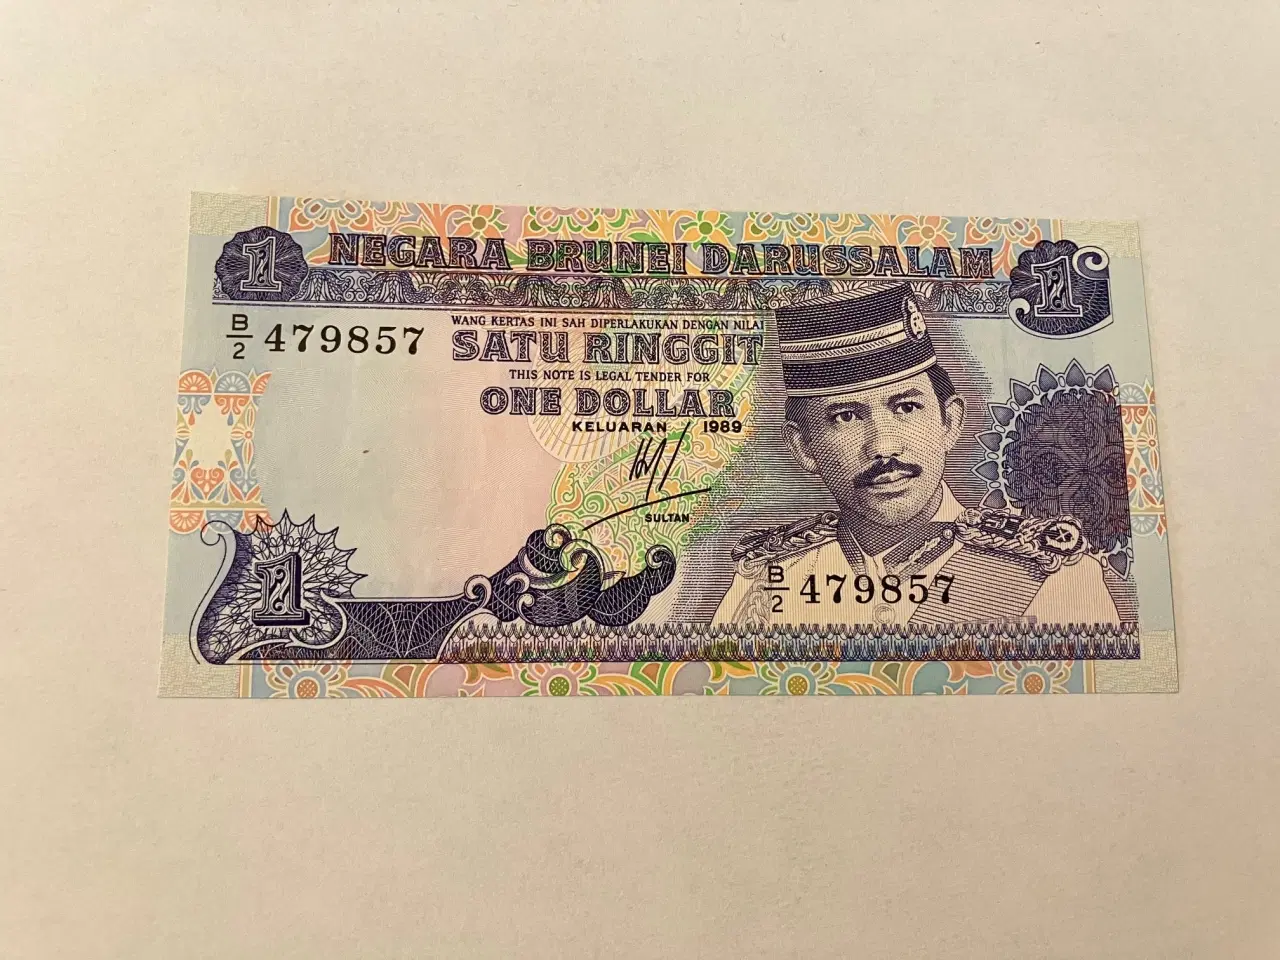 1 NEGARA BRUNEI DARUSSALAM 1
B/2 479857
WANG KERTAS INI SAH DIPERLAKUKAN DENGAN NILAI
SATU RINGGIT
THIS NOTE IS LEGAL TENDER FOR
ONE DOLLAR
KELUARAN 1989
SULTAN
1
B/2 479857